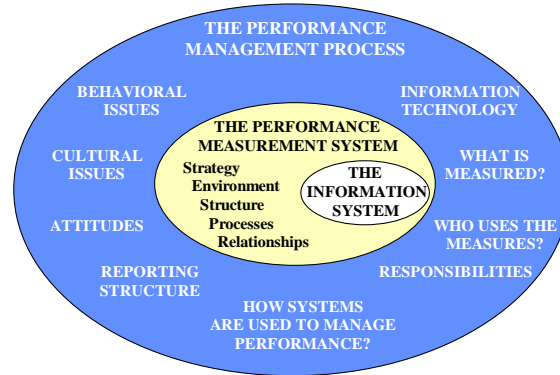 THE PERFORMANCE
MANAGEMENT PROCESS
BEHAVIORAL
ISSUES
INFORMATION
TECHNOLOGY
THE PERFORMANCE
MEASUREMENT SYSTEM
CULTURAL
ISSUES
WHAT IS
MEASURED?
Strategy
Environment
Structure
Processes
Relationships
THE
INFORMATION
SYSTEM
ATTITUDES
WHO USES THE
MEASURES?
REPORTING
STRUCTURE
RESPONSIBILITIES
HOW SYSTEMS
ARE USED TO MANAGE
PERFORMANCE?